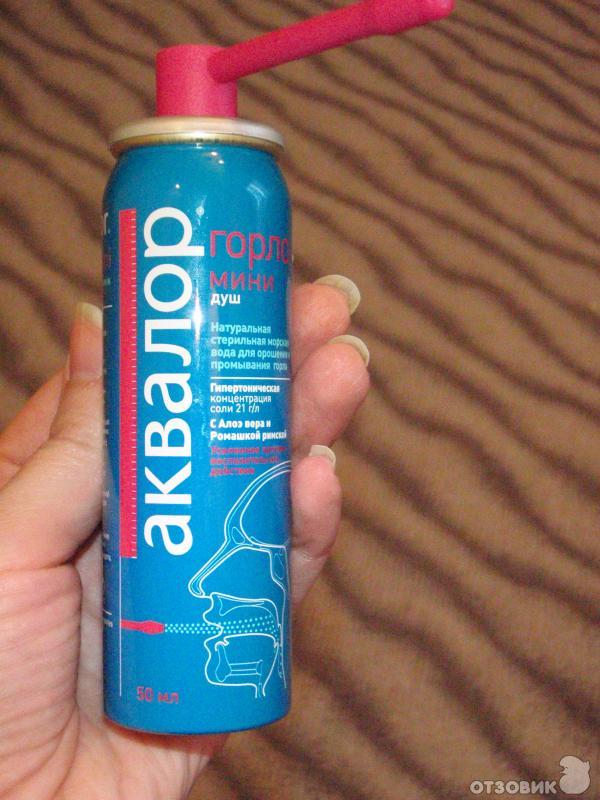 аквалор
горло
мини
душ
Натуральная
стерильная морская
вода для орошения и
промывания горла
Гипертоническая
концентрация
соли 21 г/л
С Алоэ вера и
Ромашкой римской
действием
50 мл
ОТЗОВИК